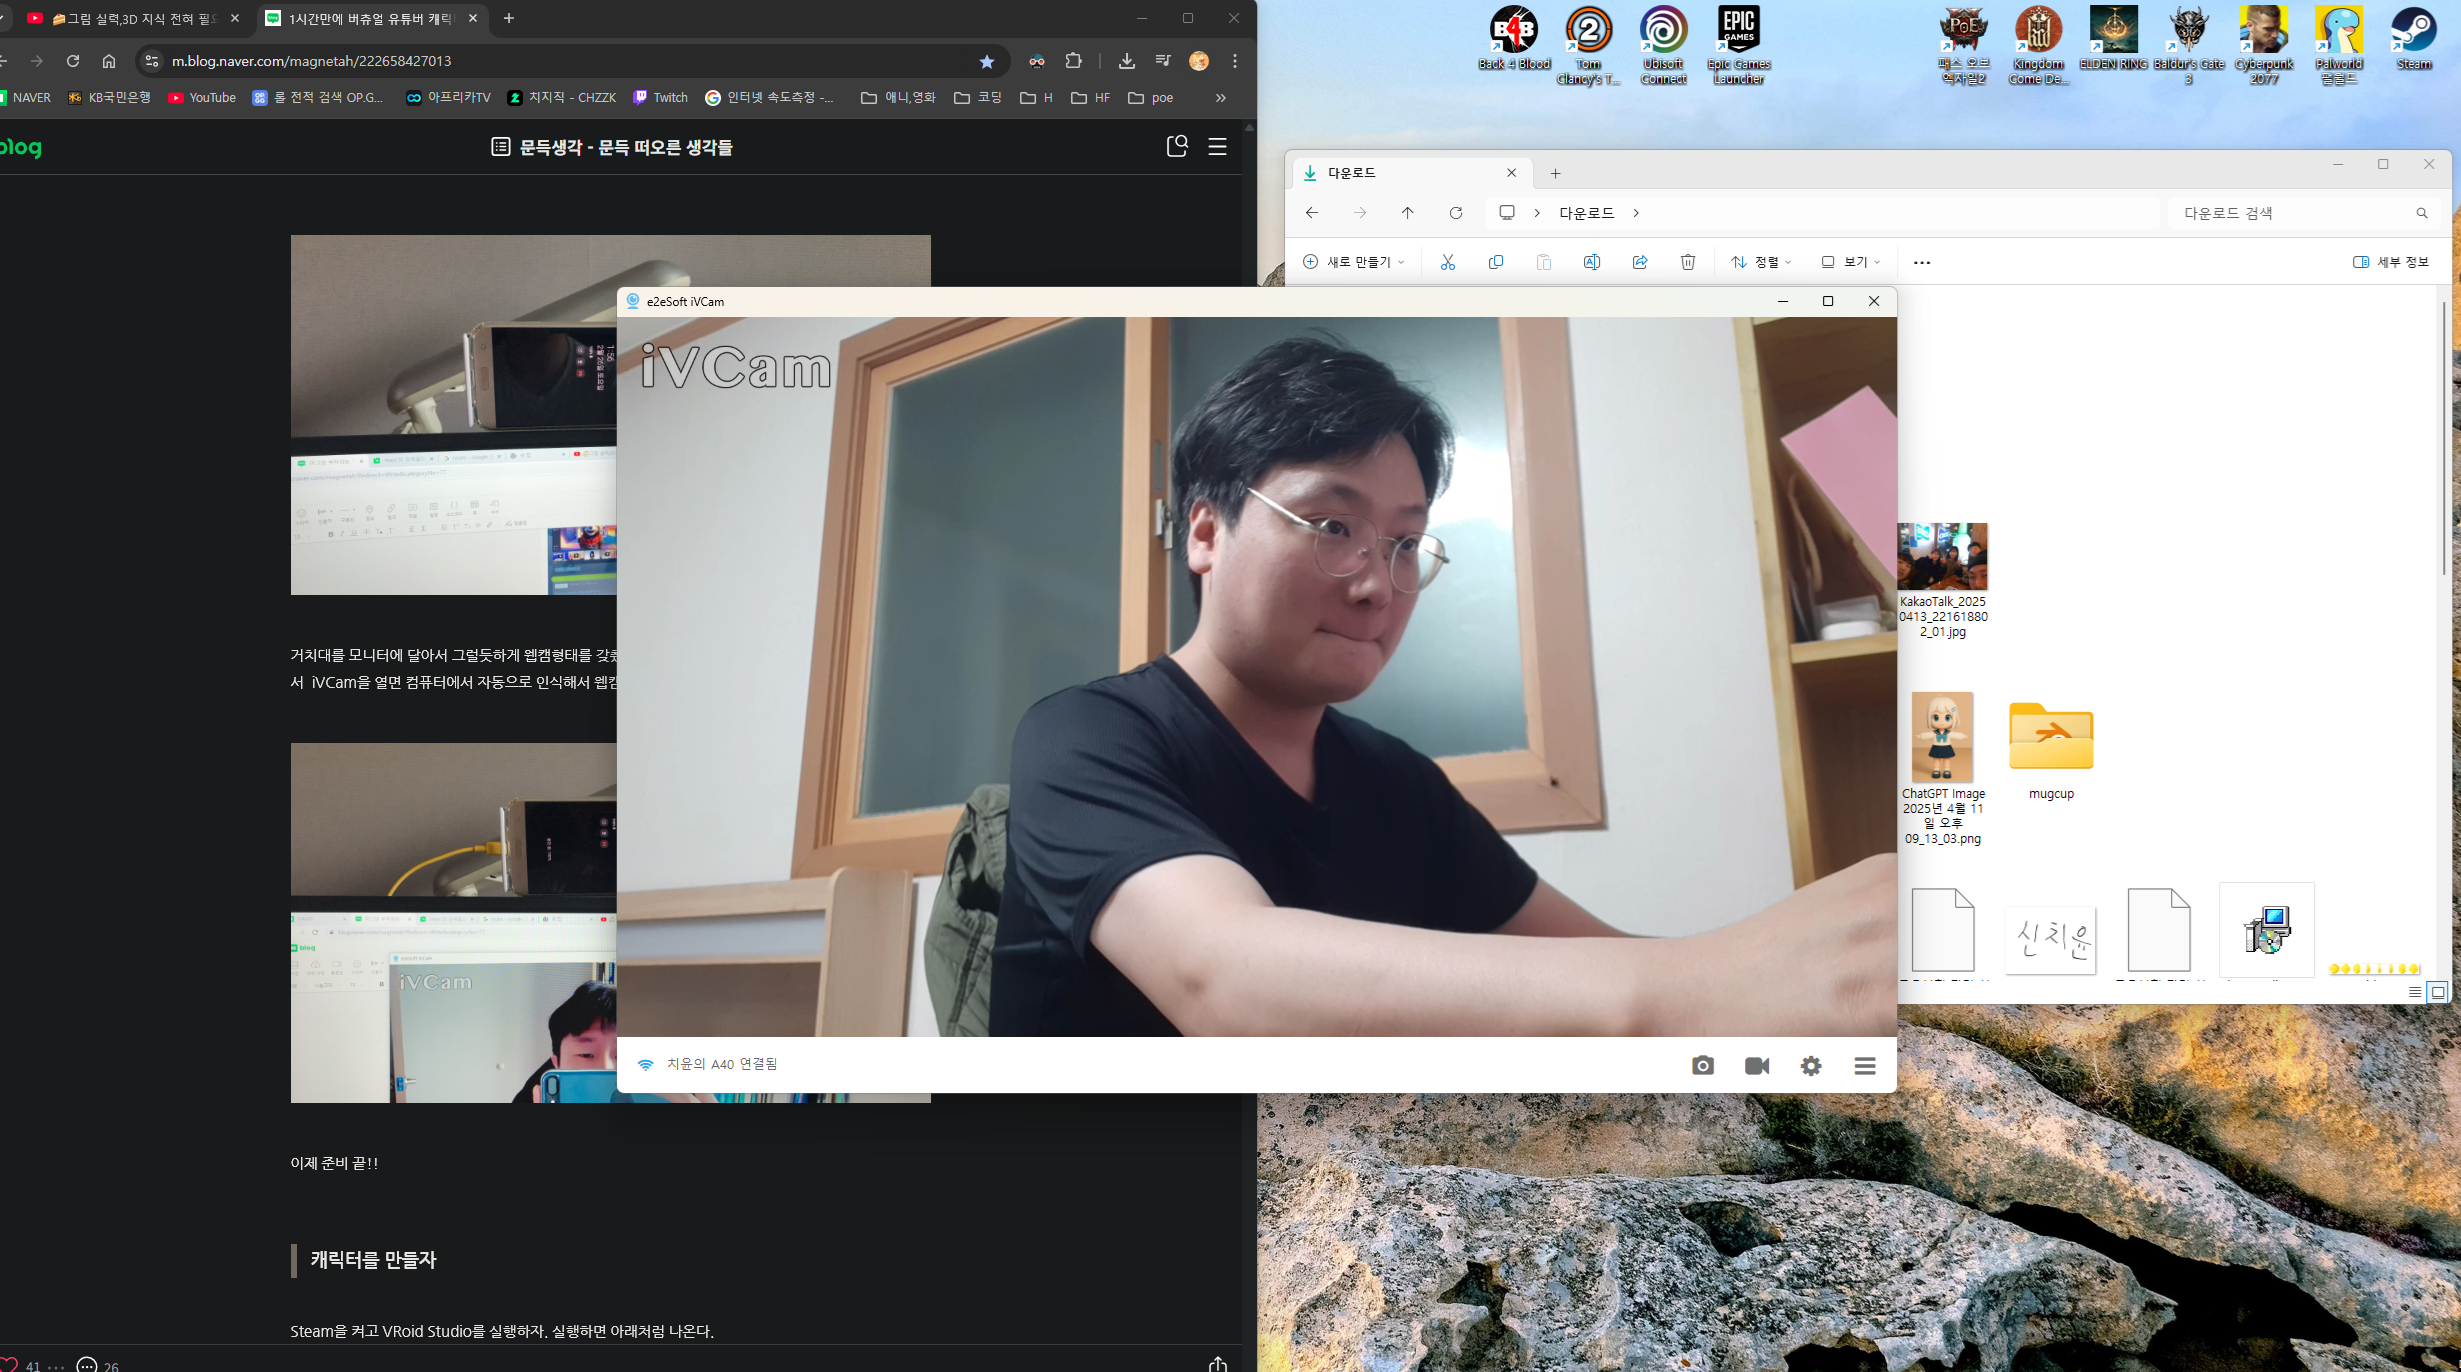 🍰그림 실력,3D 지식 전혀 필요
1시간만에 버츄얼 유튜버 캐릭
m.blog.naver.com/magnetah/222658427013
NAVER
KB국민은행
YouTube
롤 전적 검색 OP.G...
아프리카TV
치지직 - CHZZK
Twitch
인터넷 속도측정 -...
애니,영화
코딩
H
HF
poe
blog
문득생각 - 문득 떠오른 생각들
거치대를 모니터에 달아서 그럴듯하게 웹캠형태를 갖췄
서 iVCam을 열면 컴퓨터에서 자동으로 인식해서 웹캠
iVCam
이제 준비 끝!!
캐릭터를 만들자
Steam을 켜고 VRoid Studio를 실행하자. 실행하면 아래처럼 나온다.
41
26
Back 4 Blood
Tom
Clancy's T...
Ubisoft
Connect
EPIC
GAMES
Epic Games
Launcher
패스 오브
엑자일2
Kingdom
Come De...
ELDEN RING
Baldur's Gate
3
Cyberpunk
2077
Palworld
팰월드
Steam
다운로드
다운로드
다운로드 검색
새로 만들기
정렬
보기
세부 정보
e2eSoft iVCam
iVCam
치윤의 A40 연결됨
KakaoTalk_2025
0413_22161880
2_01.jpg
ChatGPT Image
2025년 4월 11
일 오후
09_13_03.png
mugcup
신치윤